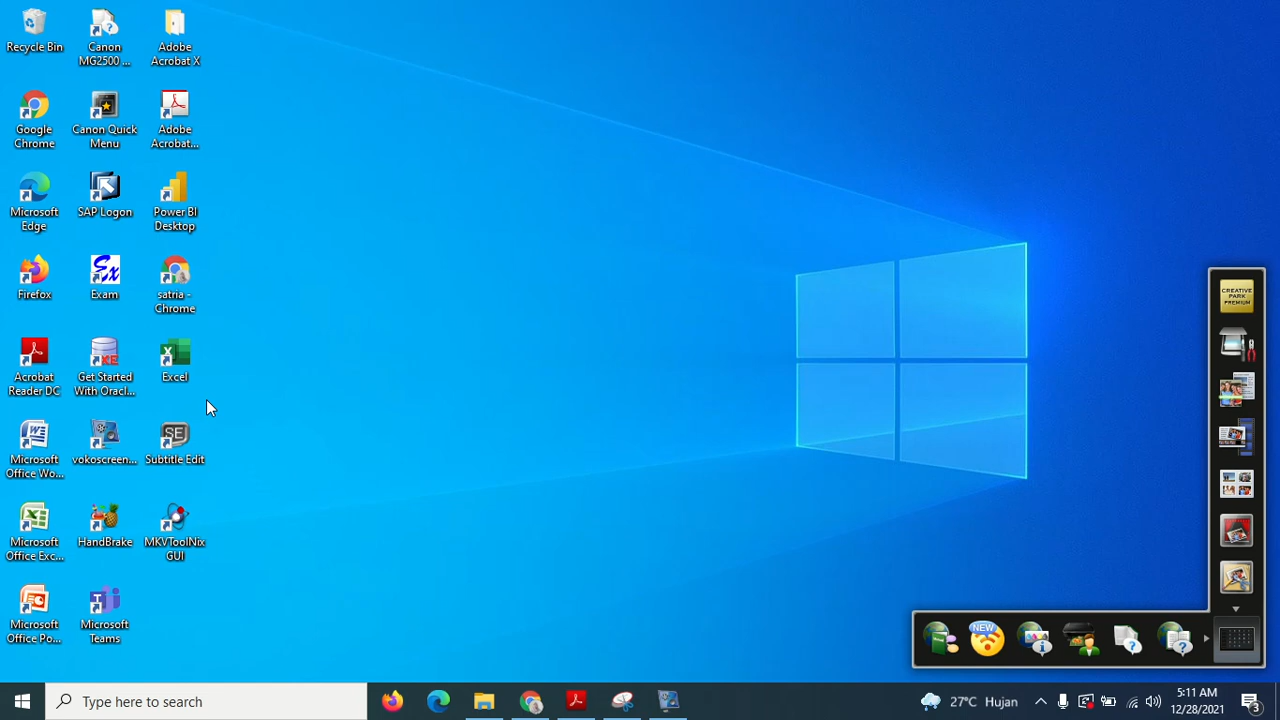 Recycle Bin
Canon
MG2500 ...
Adobe
Acrobat X
Google
Chrome
Canon Quick
Menu
Adobe
Acrobat...
Microsoft
Edge
SAP Logon
Power BI
Desktop
Firefox
Ex
Exam
satria -
Chrome
Acrobat
Reader DC
XE
Get Started
With Oracl...
Excel
Microsoft
Office Wo...
vokoscreen...
SE
Subtitle Edit
Microsoft
Office Exc...
HandBrake
MKVToolNix
GUI
Microsoft
Office Po...
Microsoft
Teams
CREATIVE
PARK
PREMIUM
NEW
Type here to search
27°C Hujan
5:11 AM
12/28/2021
3